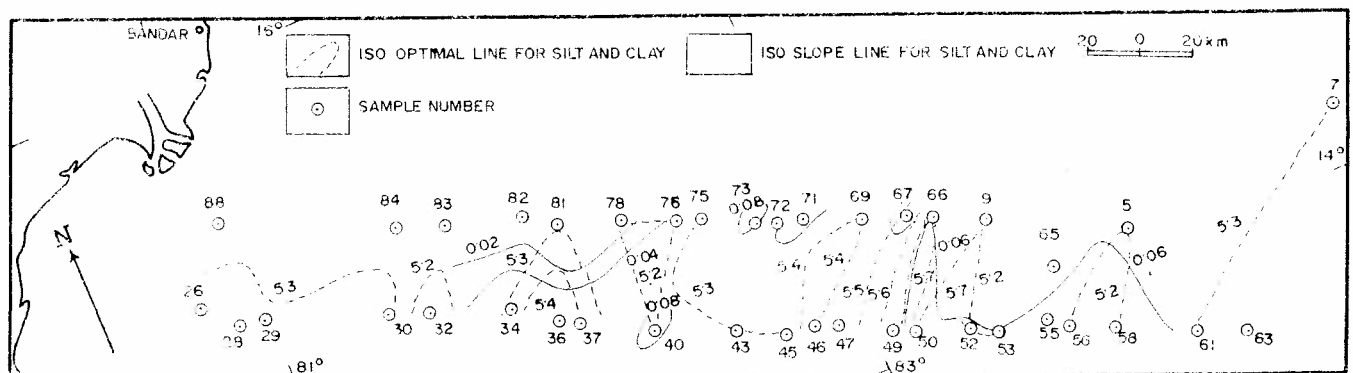 BANDAR
15°
ISO OPTIMAL LINE FOR SILT AND CLAY
ISO SLOPE LINE FOR SILT AND CLAY
20 0 20km
SAMPLE NUMBER
7
14°
88 84 83 82 81 78 76 75 73 72 71 69 67 66 9 5
0.08
N
0.02 0.04 0.06 65 0.06
5.3 5.2 5.3 5.2 5.4 5.4 5.7 5.2 5.3
26 5.4 0.08 5.3 5.5 5.6 5.7 5.2
28 29 30 32 34 36 37 40 43 45 46 47 49 50 52 53 55 56 58 61 63
81° 83°